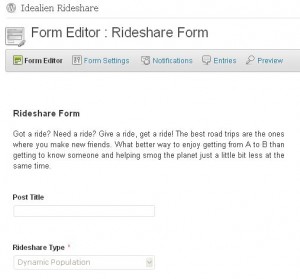 Idealien Rideshare
Form Editor : Rideshare Form
Form Editor Form Settings Notifications Entries Preview
Rideshare Form
Got a ride? Need a ride? Give a ride, get a ride! The best road trips are the ones
where you make new friends. What better way to enjoy getting from A to B than
getting to know someone and helping smog the planet just a little bit less at the
same time.
Post Title
Rideshare Type *
Dynamic Population